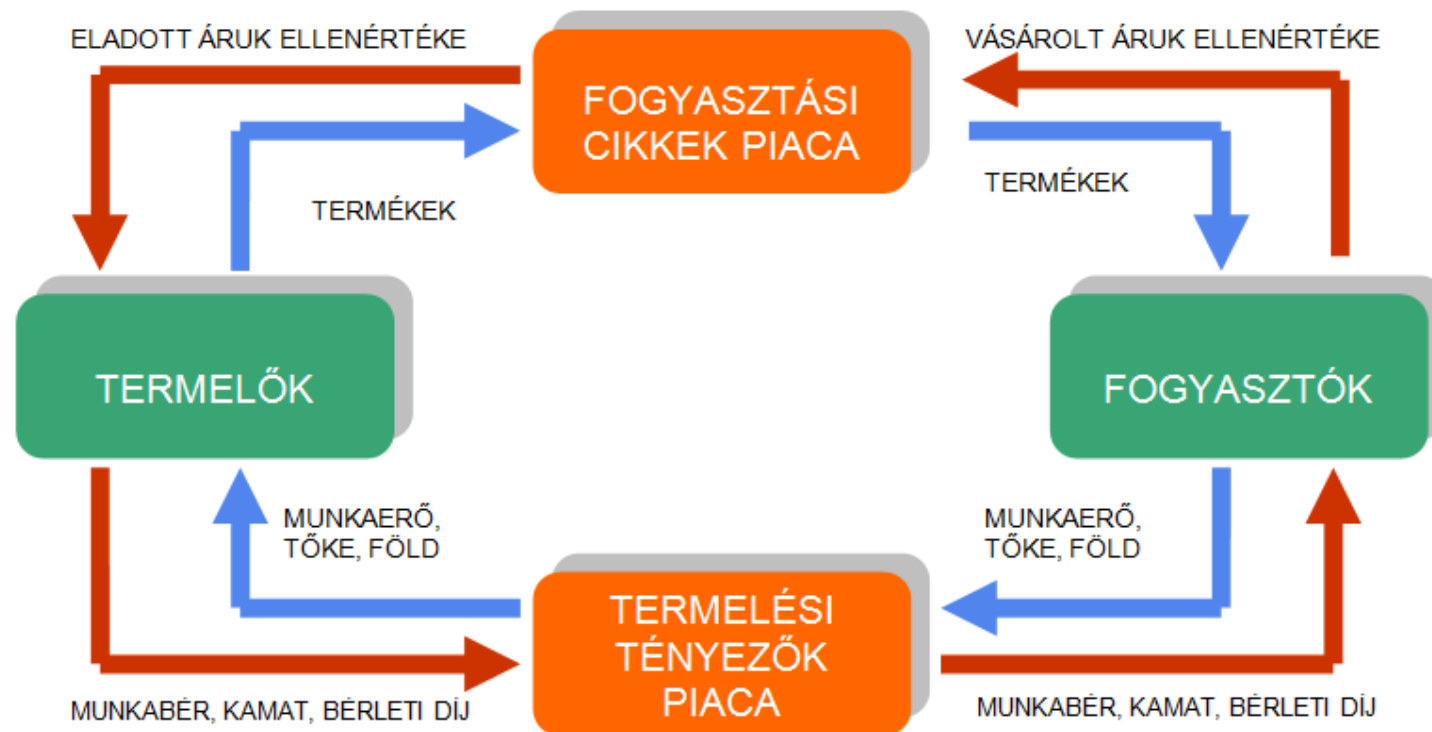 ELADOTT ÁRUK ELLENÉRTÉKE
VÁSÁROLT ÁRUK ELLENÉRTÉKE
FOGYASZTÁSI
CIKKEK PIACA
TERMÉKEK
TERMÉKEK
TERMELŐK
FOGYASZTÓK
MUNKAERŐ,
TŐKE, FÖLD
MUNKAERŐ,
TŐKE, FÖLD
TERMELÉSI
TÉNYEZŐK
PIACA
MUNKABÉR, KAMAT, BÉRLETI DÍJ
MUNKABÉR, KAMAT, BÉRLETI DÍJ